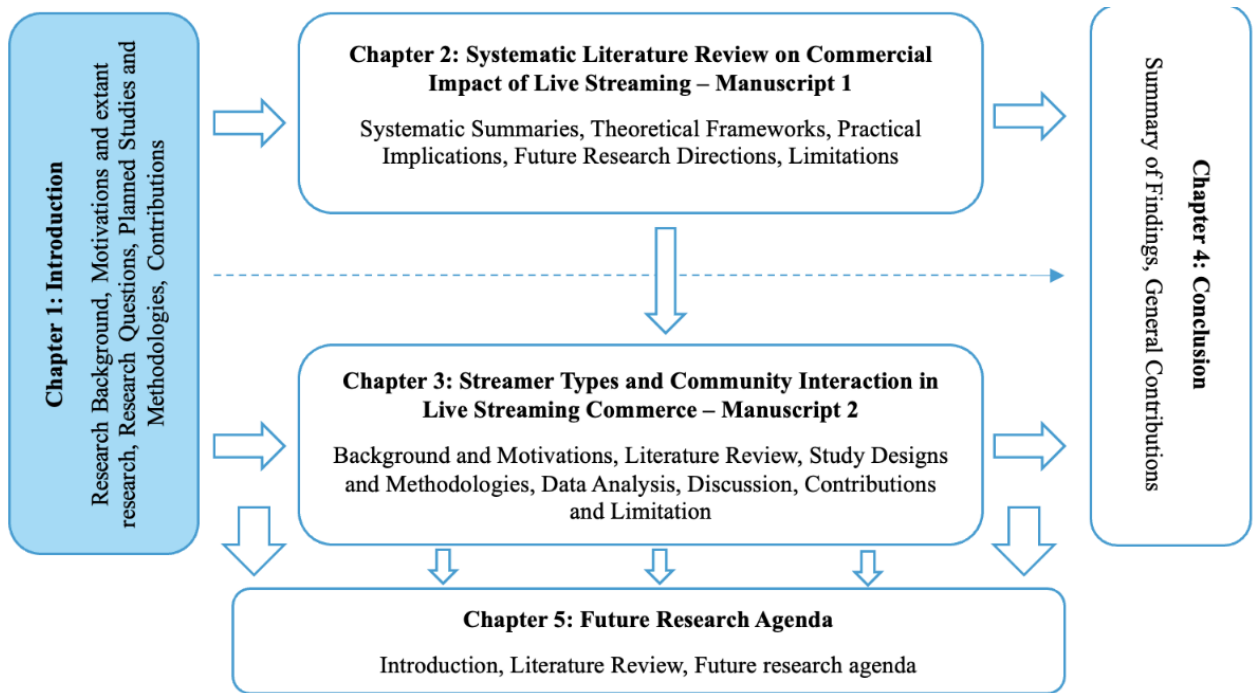 Chapter 1: Introduction
Research Background, Motivations and extant
research, Research Questions, Planned Studies and
Methodologies, Contributions
Chapter 2: Systematic Literature Review on Commercial
Impact of Live Streaming – Manuscript 1
Systematic Summaries, Theoretical Frameworks, Practical
Implications, Future Research Directions, Limitations
Chapter 3: Streamer Types and Community Interaction in
Live Streaming Commerce – Manuscript 2
Background and Motivations, Literature Review, Study Designs
and Methodologies, Data Analysis, Discussion, Contributions
and Limitation
Chapter 4: Conclusion
Summary of Findings, General Contributions
Chapter 5: Future Research Agenda
Introduction, Literature Review, Future research agenda